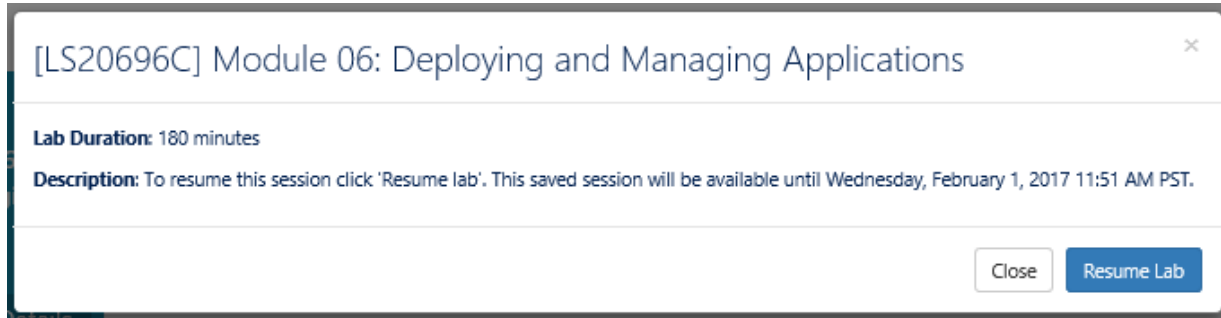 [LS20696C] Module 06: Deploying and Managing Applications
×
Lab Duration: 180 minutes
Description: To resume this session click 'Resume lab'. This saved session will be available until Wednesday, February 1, 2017 11:51 AM PST.
Close
Resume Lab